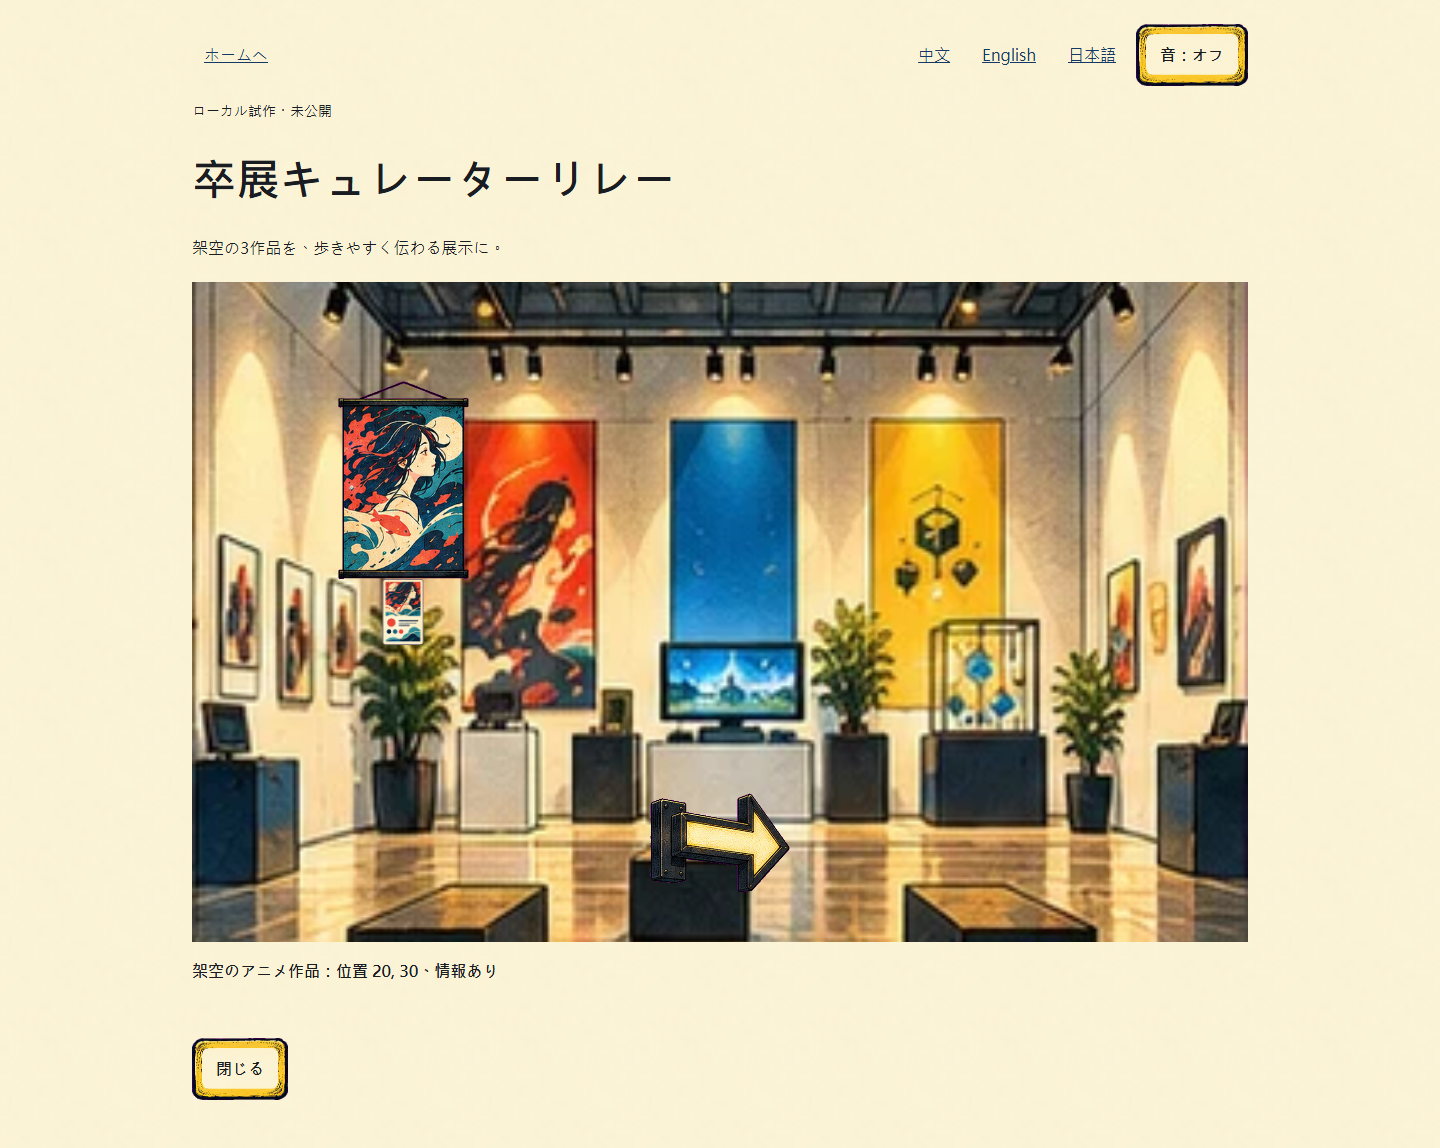 ホームへ
中文 English 日本語 音：オフ
ローカル試作・未公開
卒展キュレーターリレー
架空の3作品を、歩きやすく伝わる展示に。
架空のアニメ作品：位置 20, 30、情報あり
閉じる